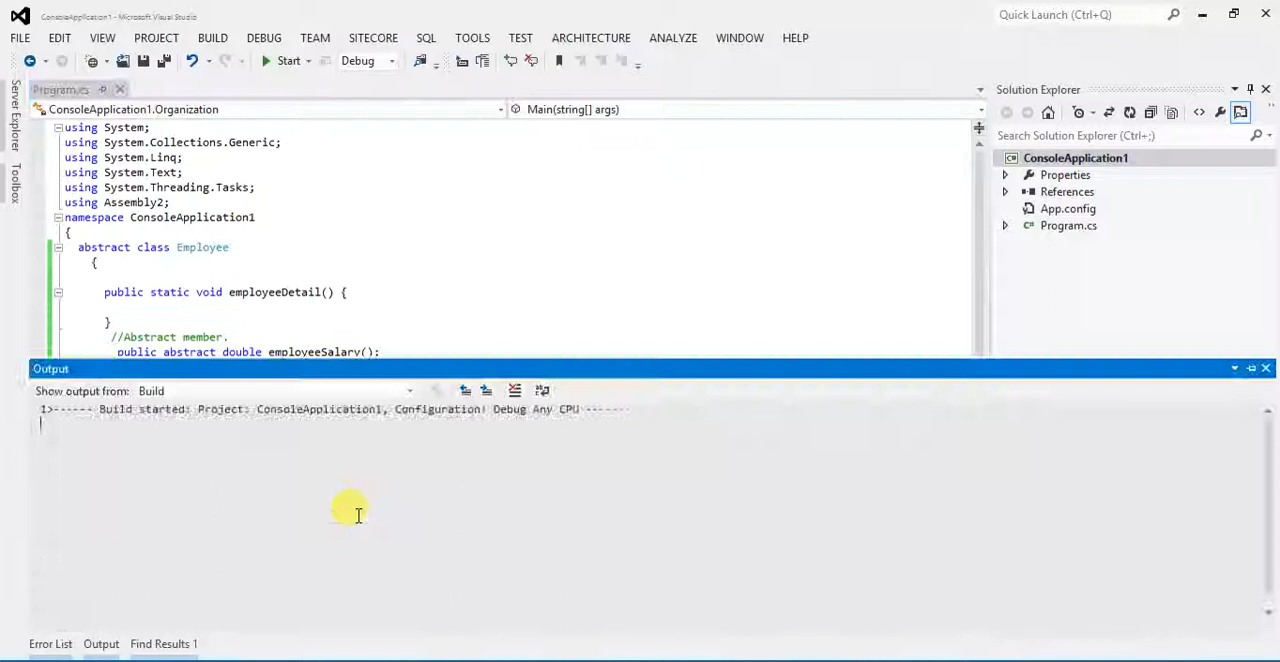 ConsoleApplication1 - Microsoft Visual Studio
Quick Launch (Ctrl+Q)
FILE EDIT VIEW PROJECT BUILD DEBUG TEAM SITECORE SQL TOOLS TEST ARCHITECTURE ANALYZE WINDOW HELP
Start Debug
Server Explorer
Toolbox
Program.cs
ConsoleApplication1.Organization
Main(string[] args)
using System;
using System.Collections.Generic;
using System.Linq;
using System.Text;
using System.Threading.Tasks;
using Assembly2;
namespace ConsoleApplication1
{
abstract class Employee
{
public static void employeeDetail() {
}
//Abstract member.
public abstract double employeeSalary();
Solution Explorer
Search Solution Explorer (Ctrl+;)
C# ConsoleApplication1
Properties
References
App.config
C# Program.cs
Output
Show output from: Build
1>------ Build started: Project: ConsoleApplication1, Configuration: Debug Any CPU ------
Error List Output Find Results 1